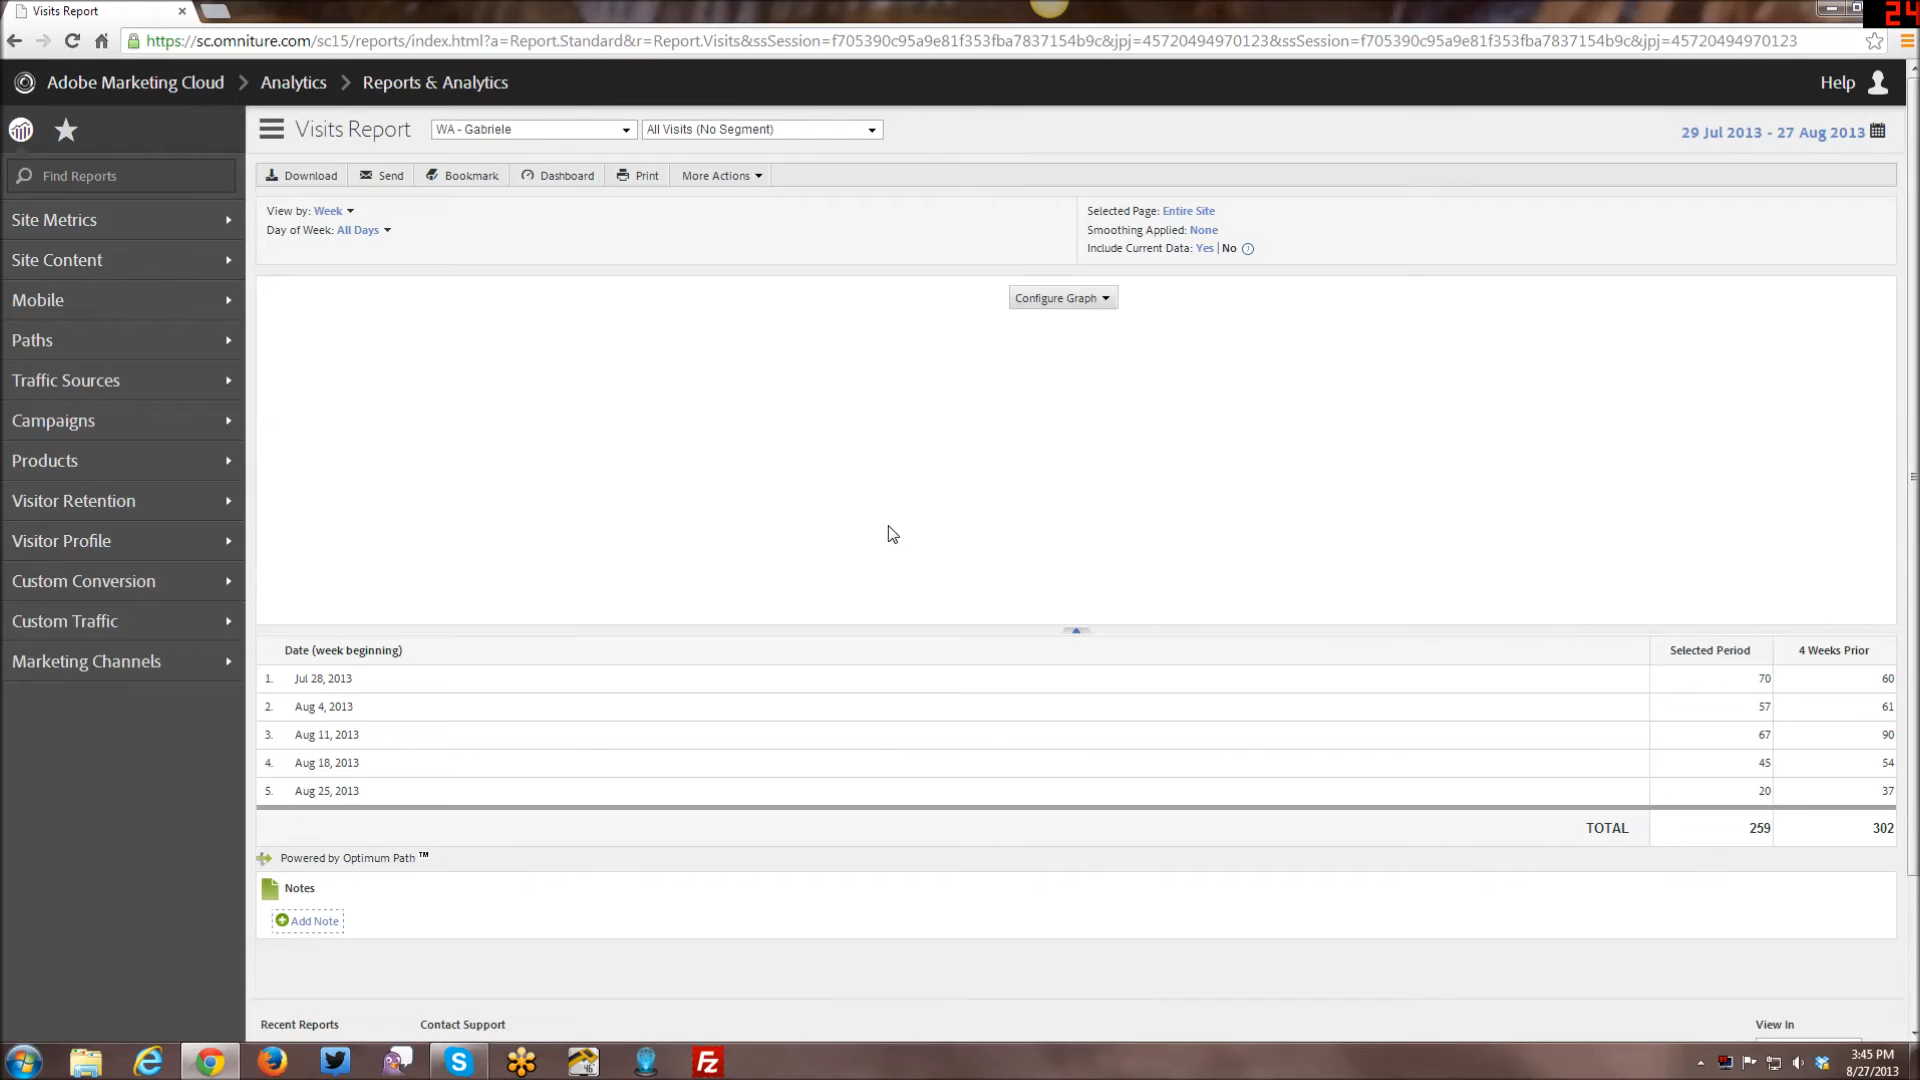 Visits Report
24
https://sc.omniture.com/sc15/reports/index.html?a=Report.Standard&r=Report.Visits&ssSession=f705390c95a9e81f353fba7837154b9c&jpj=45720494970123&ssSession=f705390c95a9e81f353fba7837154b9c&jpj=45720494970123
Adobe Marketing Cloud Analytics Reports & Analytics Help
Visits Report WA - Gabriele All Visits (No Segment) 29 Jul 2013 - 27 Aug 2013
Find Reports
Download Send Bookmark Dashboard Print More Actions
View by: Week
Day of Week: All Days
Selected Page: Entire Site
Smoothing Applied: None
Include Current Data: Yes | No
Site Metrics
Site Content
Mobile
Paths
Traffic Sources
Campaigns
Products
Visitor Retention
Visitor Profile
Custom Conversion
Custom Traffic
Marketing Channels
Configure Graph
Date (week beginning) Selected Period 4 Weeks Prior
1. Jul 28, 2013 70 60
2. Aug 4, 2013 57 61
3. Aug 11, 2013 67 90
4. Aug 18, 2013 45 54
5. Aug 25, 2013 20 37
TOTAL 259 302
Powered by Optimum Path ™
Notes
Add Note
Recent Reports Contact Support View In
3:45 PM
8/27/2013